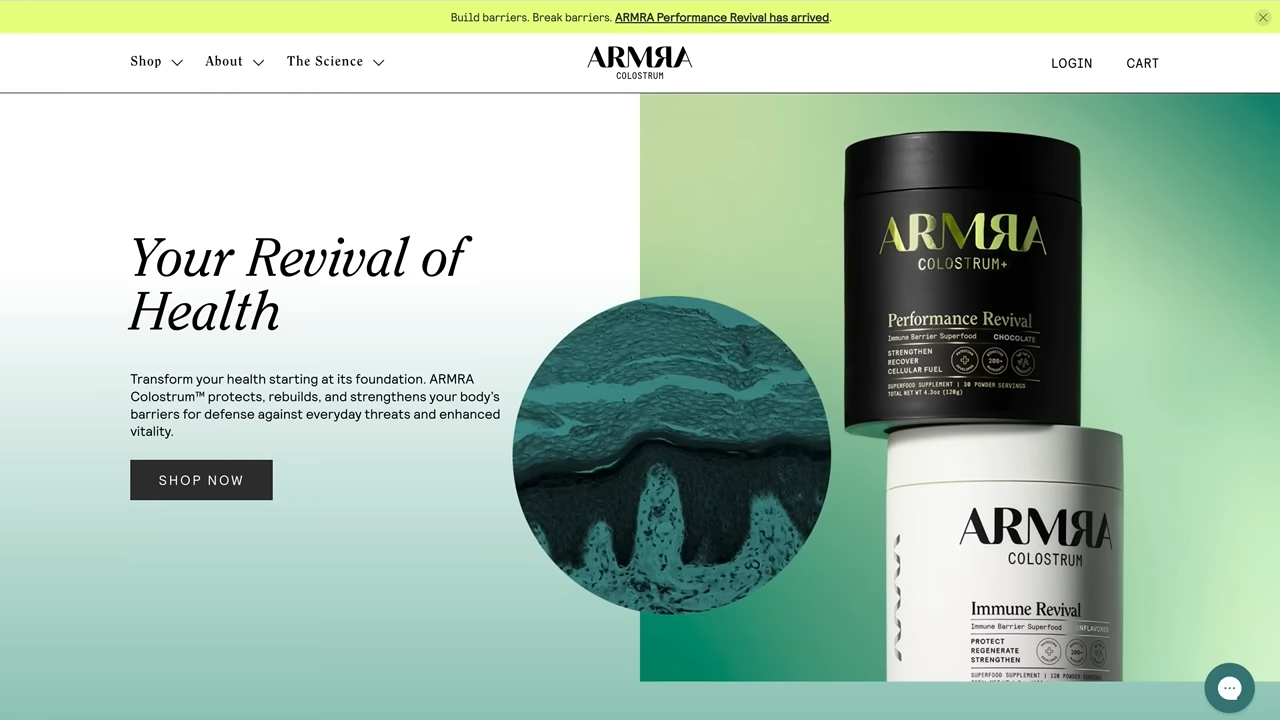 Build barriers. Break barriers. ARMRA Performance Revival has arrived.
Shop
About
The Science
ARMRA
COLOSTRUM
LOGIN
CART
Your Revival of
Health
Transform your health starting at its foundation. ARMRA
Colostrum™ protects, rebuilds, and strengthens your body's
barriers for defense against everyday threats and enhanced
vitality.
SHOP NOW
ARMRA
COLOSTRUM+
Performance Revival
Immune Barrier Superfood CHOCOLATE
STRENGTHEN
RECOVER
CELLULAR FUEL
200+
SUPERFOOD SUPPLEMENT | 30 POWDER SERVINGS
TOTAL NET WT 4.3oz (120g)
ARMRA
COLOSTRUM
Immune Revival
Immune Barrier Superfood UNFLAVORED
PROTECT
REGENERATE
STRENGTHEN
200+
SUPERFOOD SUPPLEMENT | 120 POWDER SERVINGS